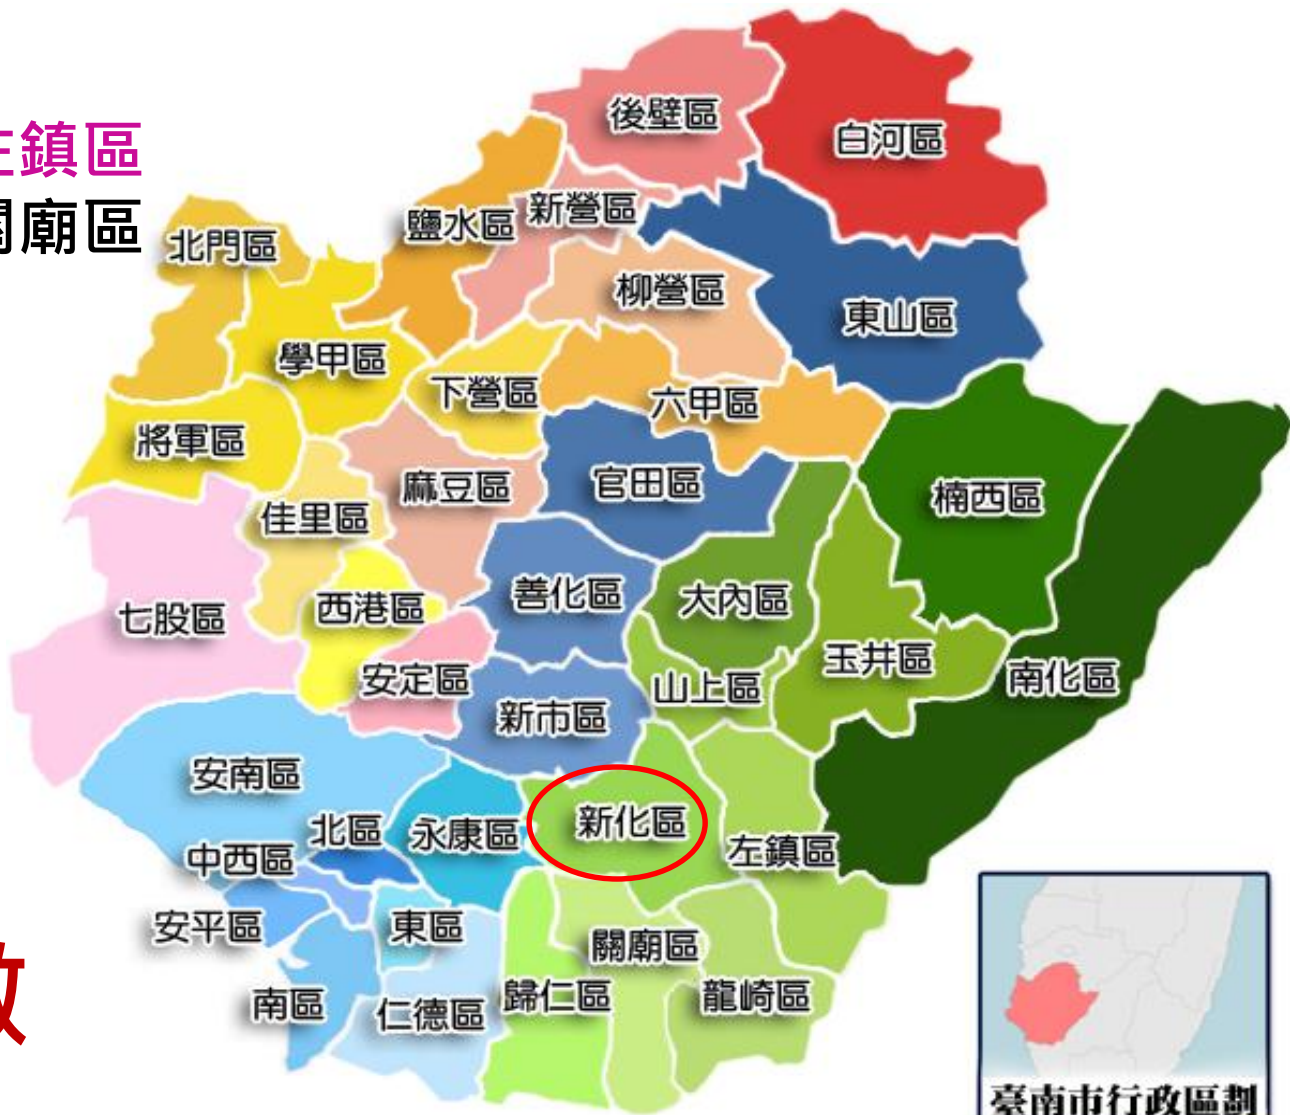 後壁區
白河區
左鎮區
關廟區
新營區
鹽水區
北門區
柳營區
東山區
學甲區
下營區
六甲區
將軍區
麻豆區
官田區
楠西區
佳里區
善化區
大內區
西港區
七股區
玉井區
安定區
山上區
南化區
新市區
安南區
北區
永康區
新化區
左鎮區
中西區
安平區
東區
關廟區
歸仁區
龍崎區
南區
仁德區
臺南市行政區劃